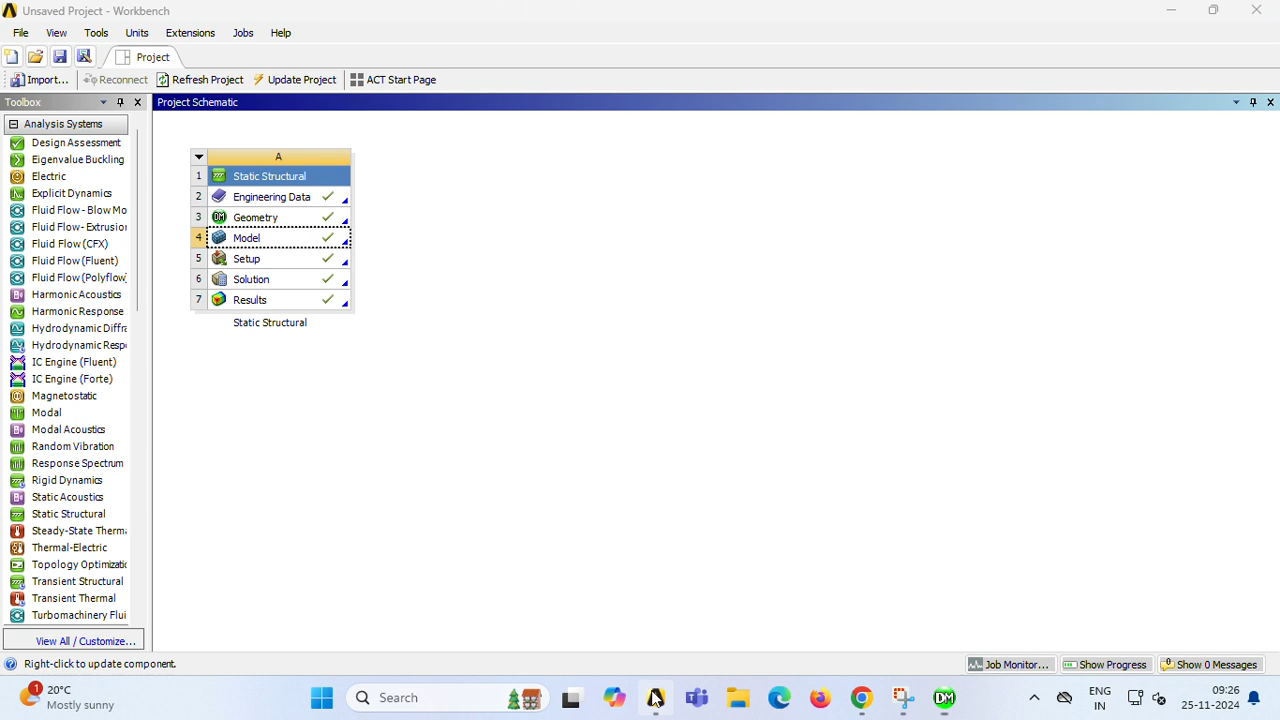 Unsaved Project - Workbench
File View Tools Units Extensions Jobs Help
Project
Import... Reconnect Refresh Project Update Project ACT Start Page
Toolbox
Project Schematic
Analysis Systems
Design Assessment
Eigenvalue Buckling
Electric
Explicit Dynamics
Fluid Flow - Blow Mo
Fluid Flow- Extrusion
Fluid Flow (CFX)
Fluid Flow (Fluent)
Fluid Flow (Polyflow)
Harmonic Acoustics
Harmonic Response
Hydrodynamic Diffra
Hydrodynamic Respo
IC Engine (Fluent)
IC Engine (Forte)
Magnetostatic
Modal
Modal Acoustics
Random Vibration
Response Spectrum
Rigid Dynamics
Static Acoustics
Static Structural
Steady-State Therma
Thermal-Electric
Topology Optimizatio
Transient Structural
Transient Thermal
Turbomachinery Flui
View All / Customize...
A
1 Static Structural
2 Engineering Data
3 DM Geometry
4 Model
5 Setup
6 Solution
7 Results
Static Structural
Right-click to update component.
Job Monitor... Show Progress Show 0 Messages
1 20°C
Mostly sunny
Search
DM
ENG
IN
09:26
25-11-2024